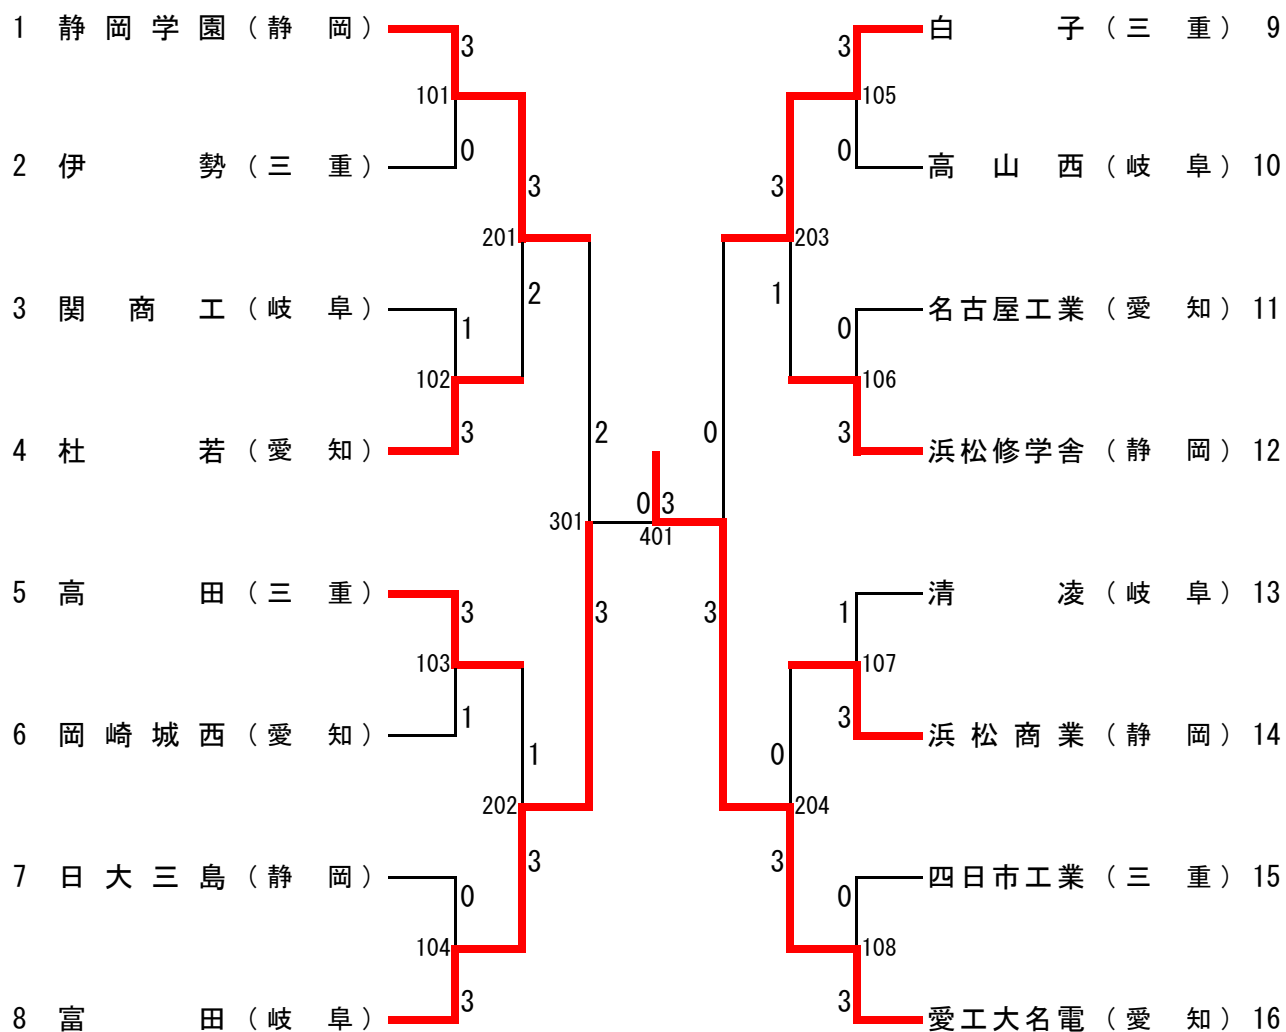 1 静岡学園(静岡) 3
101
2 伊勢(三重) 0
3
201
2
3 関商工(岐阜) 1
102
4 杜若(愛知) 3
2
301
3
5 高田(三重) 3
103
6 岡崎城西(愛知) 1
1
202
3
7 日大三島(静岡) 0
104
8 富田(岐阜) 3
0 3
401
3 白子(三重) 9
105
0 高山西(岐阜) 10
3
203
1
0 名古屋工業(愛知) 11
106
3 浜松修学舎(静岡) 12
0
3
1 清凌(岐阜) 13
107
3 浜松商業(静岡) 14
0
204
3
0 四日市工業(三重) 15
108
3 愛工大名電(愛知) 16